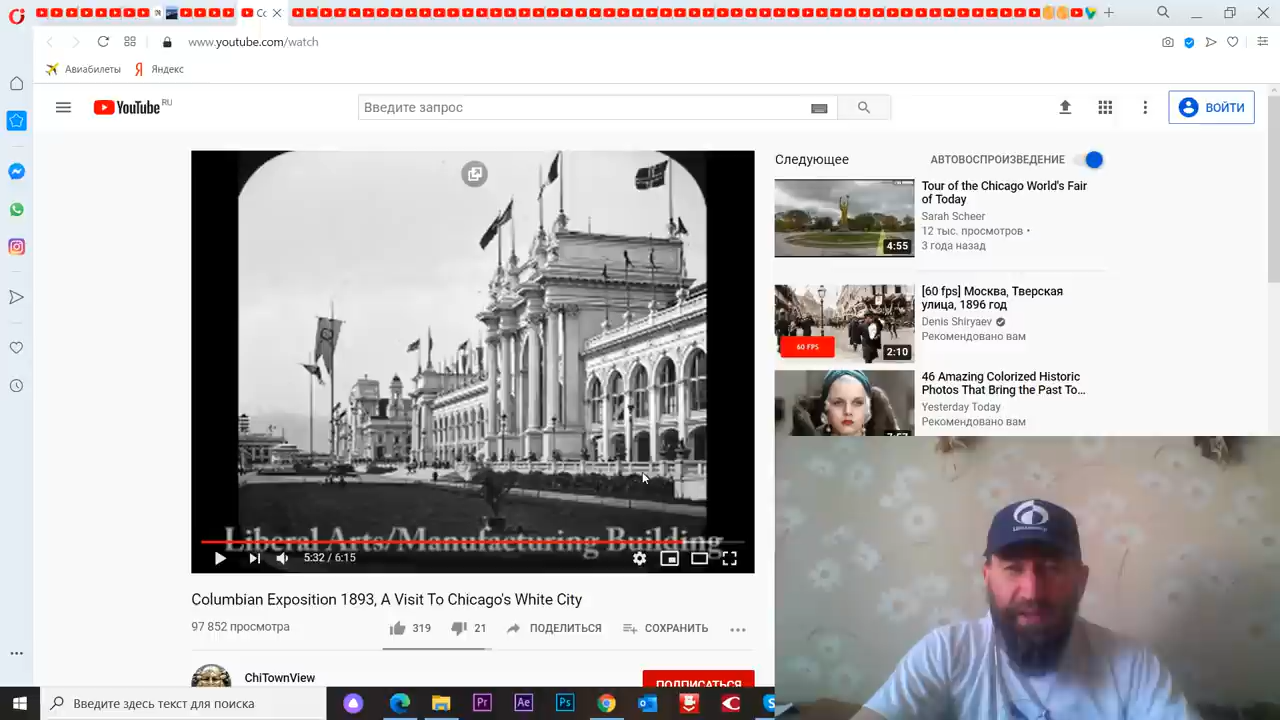 Co
www.youtube.com/watch
Авиабилеты
Яндекс
YouTube RU
Введите запрос
ВОЙТИ
Следующее
АВТОВОСПРОИЗВЕДЕНИЕ
Tour of the Chicago World's Fair
of Today
Sarah Scheer
12 тыс. просмотров •
3 года назад
4:55
[60 fps] Москва, Тверская
улица, 1896 год
Denis Shiryaev
Рекомендовано вам
60 FPS
2:10
46 Amazing Colorized Historic
Photos That Bring the Past To...
Yesterday Today
Рекомендовано вам
Liberal Arts/Manufacturing Building
5:32 / 6:15
Columbian Exposition 1893, A Visit To Chicago's White City
97 852 просмотра
319
21
ПОДЕЛИТЬСЯ
СОХРАНИТЬ
ChiTownView
ПОДПИСАТЬСЯ
Введите здесь текст для поиска
Pr
Ae
Ps